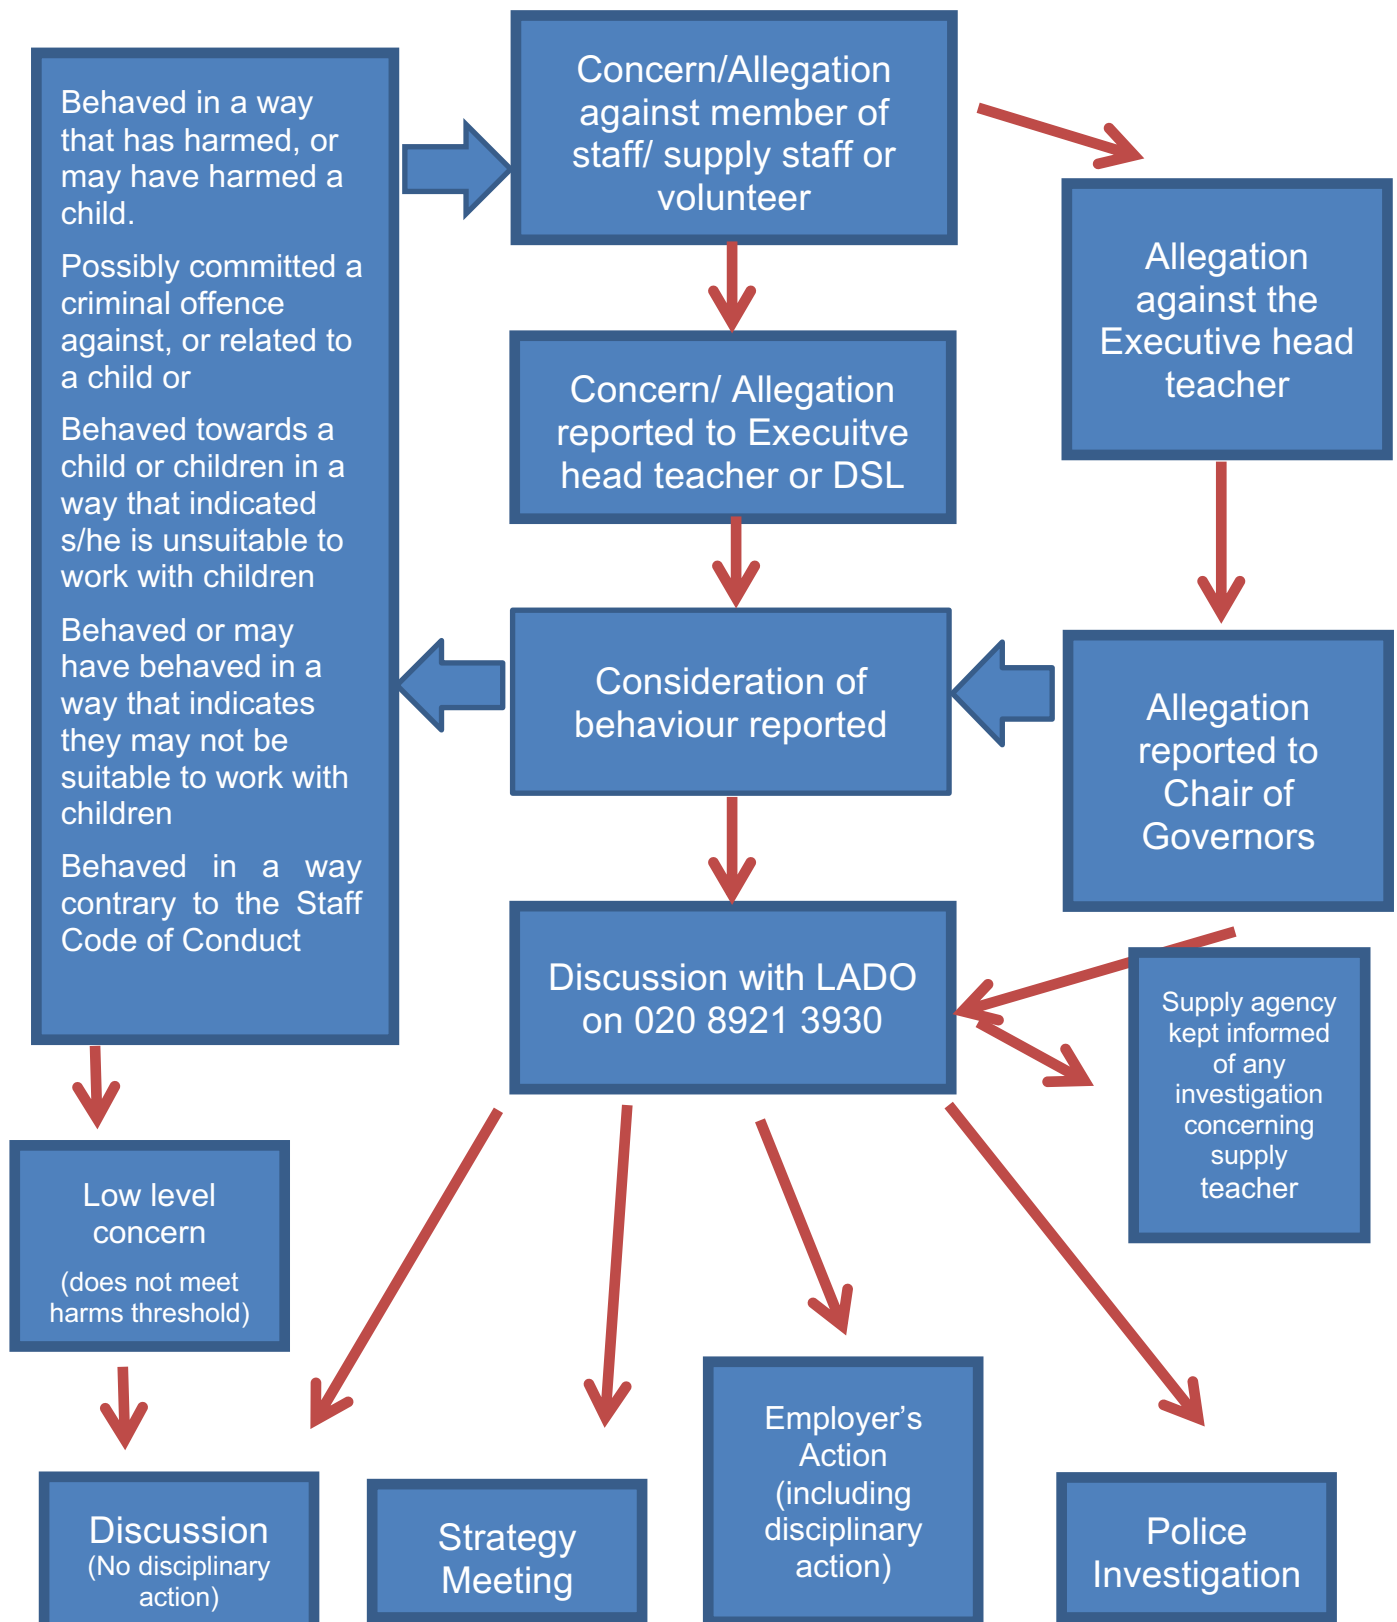 Behaved in a way
that has harmed, or
may have harmed a
child.
Possibly committed a
criminal offence
against, or related to
a child or
Behaved towards a
child or children in a
way that indicated
s/he is unsuitable to
work with children
Behaved or may
have behaved in a
way that indicates
they may not be
suitable to work with
children
Behaved in a way
contrary to the Staff
Code of Conduct
Concern/Allegation
against member of
staff/ supply staff or
volunteer
Allegation
against the
Executive head
teacher
Concern/ Allegation
reported to Execuitve
head teacher or DSL
Consideration of
behaviour reported
Allegation
reported to
Chair of
Governors
Discussion with LADO
on 020 8921 3930
Supply agency
kept informed
of any
investigation
concerning
supply
teacher
Low level
concern
(does not meet
harms threshold)
Discussion
(No disciplinary
action)
Strategy
Meeting
Employer’s
Action
(including
disciplinary
action)
Police
Investigation